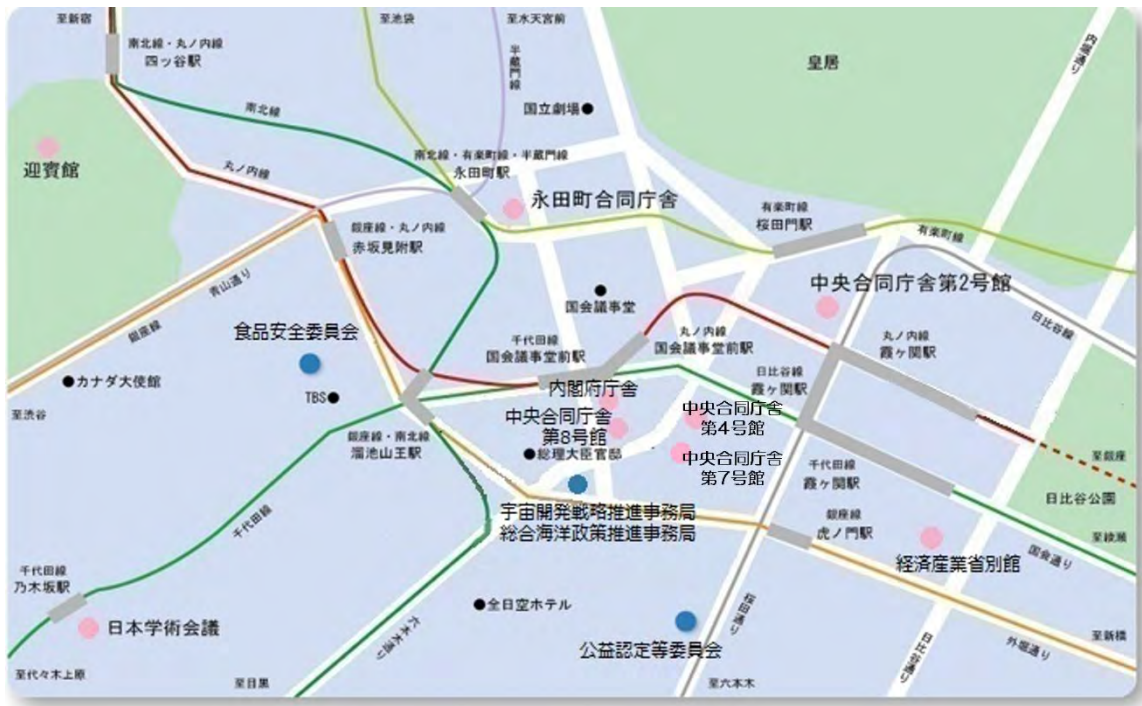 至新宿
至池袋
至水天宮前
南北線・丸ノ内線
四ッ谷駅
半蔵門線
内堀通り
皇居
南北線
国立劇場
迎賓館
丸ノ内線
南北線・有楽町線・半蔵門線
永田町駅
永田町合同庁舎
有楽町線
桜田門駅
有楽町線
銀座線・丸ノ内線
赤坂見附駅
青山通り
銀座線
国会議事堂
中央合同庁舎第2号館
日比谷線
食品安全委員会
千代田線
国会議事堂前駅
丸ノ内線
国会議事堂前駅
丸ノ内線
霞ヶ関駅
カナダ大使館
TBS
内閣府庁舎
日比谷線
霞ヶ関駅
至渋谷
中央合同庁舎
第8号館
中央合同庁舎
第4号館
銀座線・南北線
溜池山王駅
総理大臣官邸
中央合同庁舎
第7号館
千代田線
霞ヶ関駅
至銀座
日比谷公園
宇宙開発戦略推進事務局
総合海洋政策推進事務局
銀座線
虎ノ門駅
至綾瀬
千代田線
経済産業省別館
国会通り
千代田線
乃木坂駅
日本学術会議
全日空ホテル
六本木通り
公益認定等委員会
桜田通り
日比谷通り
外堀通り
至新橋
至代々木上原
至目黒
至六本木